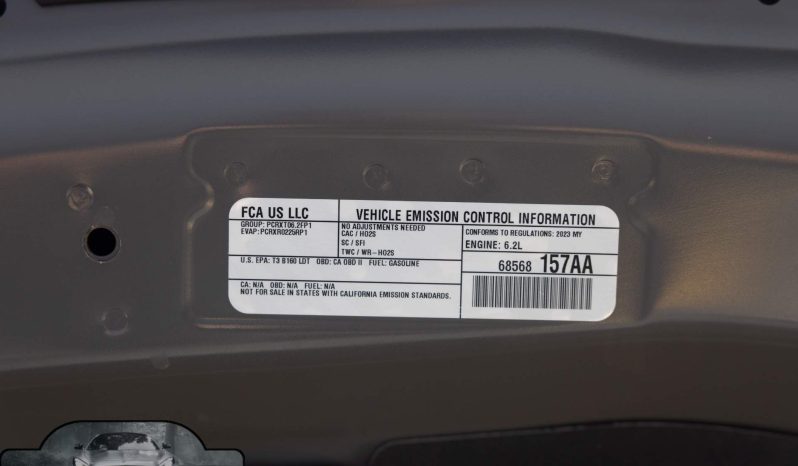 FCA US LLC
GROUP: PCRXT06.2FP1
EVAP: PCRXR0225RP1
VEHICLE EMISSION CONTROL INFORMATION
NO ADJUSTMENTS NEEDED
CAC / HO2S
SC / SFI
TWC / WR-HO2S
CONFORMS TO REGULATIONS: 2023 MY
ENGINE: 6.2L
U.S. EPA: T3 B160 LDT OBD: CA OBD II FUEL: GASOLINE
68568 157AA
CA: N/A OBD: N/A FUEL: N/A
NOT FOR SALE IN STATES WITH CALIFORNIA EMISSION STANDARDS.